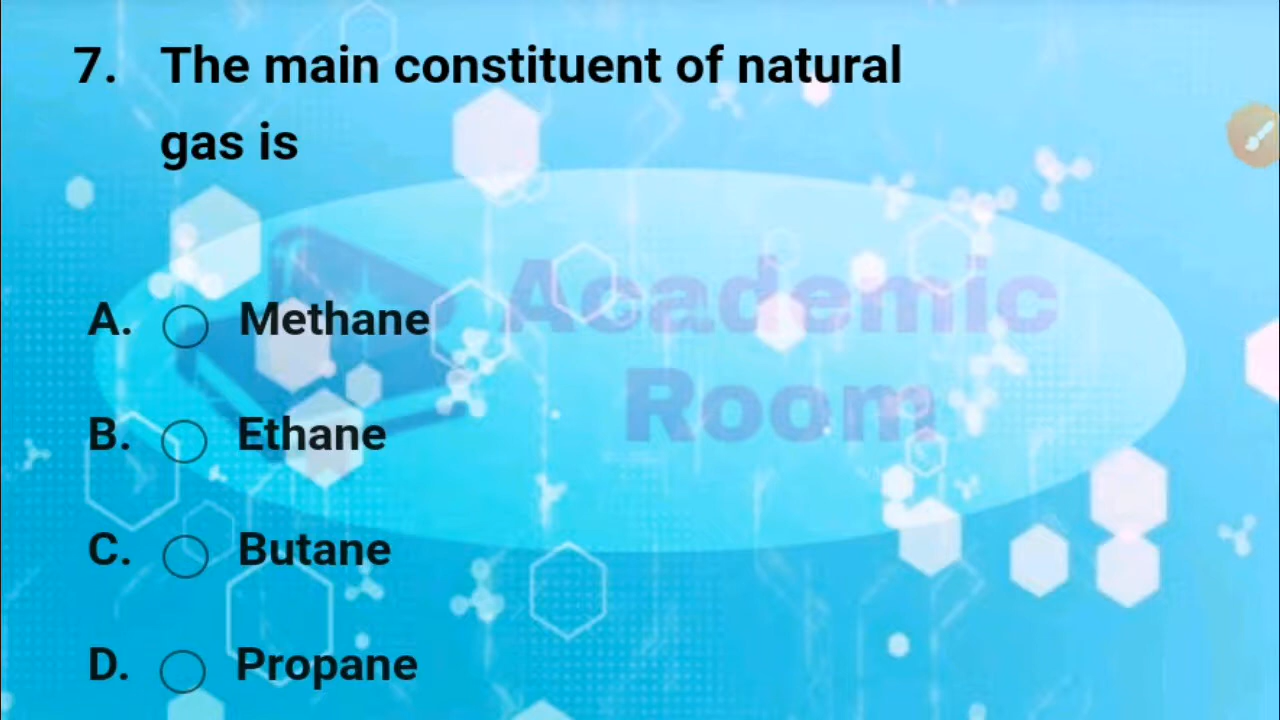 7. The main constituent of natural
gas is
Academic
Room
A. Methane
B. Ethane
C. Butane
D. Propane